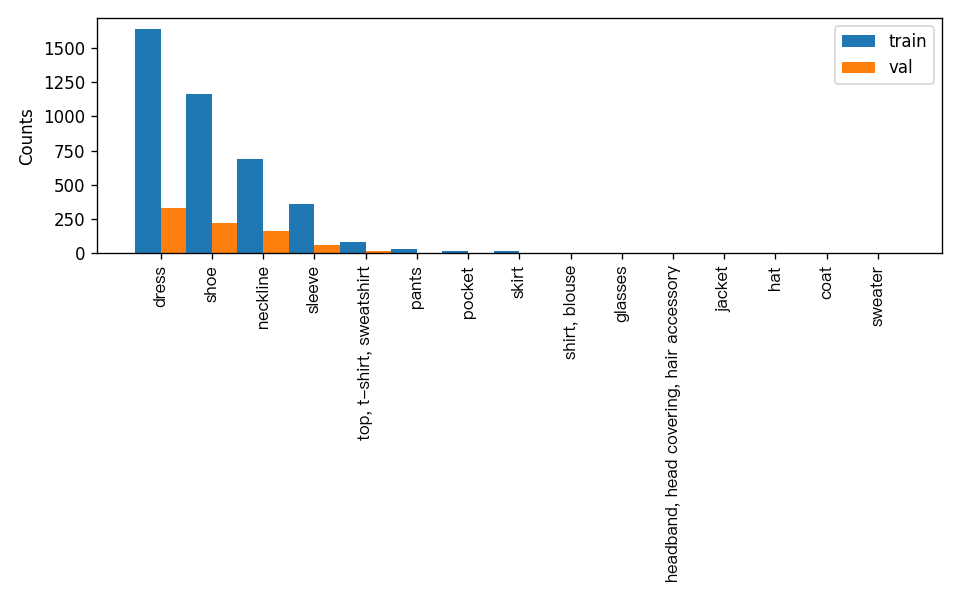 train
val
Counts
1500
1250
1000
750
500
250
0
dress
shoe
neckline
sleeve
top, t-shirt, sweatshirt
pants
pocket
skirt
shirt, blouse
glasses
headband, head covering, hair accessory
jacket
hat
coat
sweater